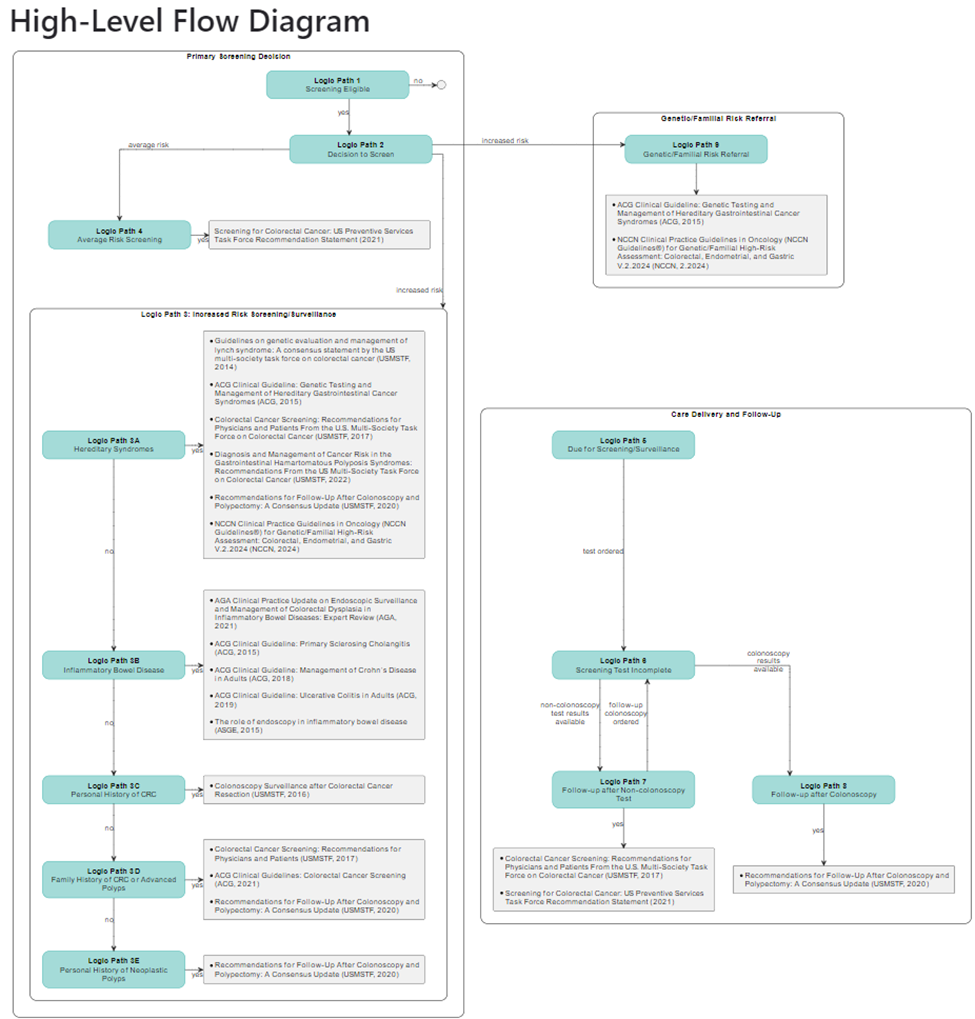 High-Level Flow Diagram
Primary Screening Decision
Logic Path 1
Screening Eligible
no
yes
Logic Path 2
Decision to Screen
average risk
increased risk
Logic Path 4
Average Risk Screening
yes
Screening for Colorectal Cancer: US Preventive Services
Task Force Recommendation Statement (2021)
increased risk
Genetic/Familial Risk Referral
Logic Path 9
Genetic/Familial Risk Referral
• ACG Clinical Guideline: Genetic Testing and
Management of Hereditary Gastrointestinal Cancer
Syndromes (ACG, 2015)
• NCCN Clinical Practice Guidelines in Oncology (NCCN
Guidelines®) for Genetic/Familial High-Risk
Assessment: Colorectal, Endometrial, and Gastric
V.2.2024 (NCCN, 2.2024)
Logic Path 3: Increased Risk Screening/Surveillance
Logic Path 3A
Hereditary Syndromes
yes
• Guidelines on genetic evaluation and management of
lynch syndrome: A consensus statement by the US
multi-society task force on colorectal cancer (USMSTF,
2014)
• ACG Clinical Guideline: Genetic Testing and
Management of Hereditary Gastrointestinal Cancer
Syndromes (ACG, 2015)
• Colorectal Cancer Screening: Recommendations for
Physicians and Patients From the U.S. Multi-Society Task
Force on Colorectal Cancer (USMSTF, 2017)
• Diagnosis and Management of Cancer Risk in the
Gastrointestinal Hamartomatous Polyposis Syndromes:
Recommendations From the US Multi-Society Task Force
on Colorectal Cancer (USMSTF, 2022)
• Recommendations for Follow-Up After Colonoscopy and
Polypectomy: A Consensus Update (USMSTF, 2020)
• NCCN Clinical Practice Guidelines in Oncology (NCCN
Guidelines®) for Genetic/Familial High-Risk
Assessment: Colorectal, Endometrial, and Gastric
V.2.2024 (NCCN, 2024)
no
Logic Path 3B
Inflammatory Bowel Disease
yes
• AGA Clinical Practice Update on Endoscopic Surveillance
and Management of Colorectal Dysplasia in
Inflammatory Bowel Diseases: Expert Review (AGA,
2021)
• ACG Clinical Guideline: Primary Sclerosing Cholangitis
(ACG, 2015)
• ACG Clinical Guideline: Management of Crohn's Disease
in Adults (ACG, 2018)
• ACG Clinical Guideline: Ulcerative Colitis in Adults (ACG,
2019)
• The role of endoscopy in inflammatory bowel disease
(ASGE, 2015)
no
Logic Path 3C
Personal History of CRC
yes
• Colonoscopy Surveillance after Colorectal Cancer
Resection (USMSTF, 2016)
no
Logic Path 3D
Family History of CRC or Advanced
Polyps
yes
• Colorectal Cancer Screening: Recommendations for
Physicians and Patients (USMSTF, 2017)
• ACG Clinical Guidelines: Colorectal Cancer Screening
(ACG, 2021)
• Recommendations for Follow-Up After Colonoscopy and
Polypectomy: A Consensus Update (USMSTF, 2020)
no
Logic Path 3E
Personal History of Neoplastic
Polyps
yes
• Recommendations for Follow-Up After Colonoscopy and
Polypectomy: A Consensus Update (USMSTF, 2020)
Care Delivery and Follow-Up
Logic Path 5
Due for Screening/Surveillance
test ordered
Logic Path 6
Screening Test Incomplete
colonoscopy
results
available
non-colonoscopy
test results
available
follow-up
colonoscopy
ordered
Logic Path 7
Follow-up after Non-colonoscopy
Test
Logic Path 8
Follow-up after Colonoscopy
yes
yes
• Colorectal Cancer Screening: Recommendations for
Physicians and Patients From the U.S. Multi-Society Task
Force on Colorectal Cancer (USMSTF, 2017)
• Screening for Colorectal Cancer: US Preventive Services
Task Force Recommendation Statement (2021)
• Recommendations for Follow-Up After Colonoscopy and
Polypectomy: A Consensus Update (USMSTF, 2020)